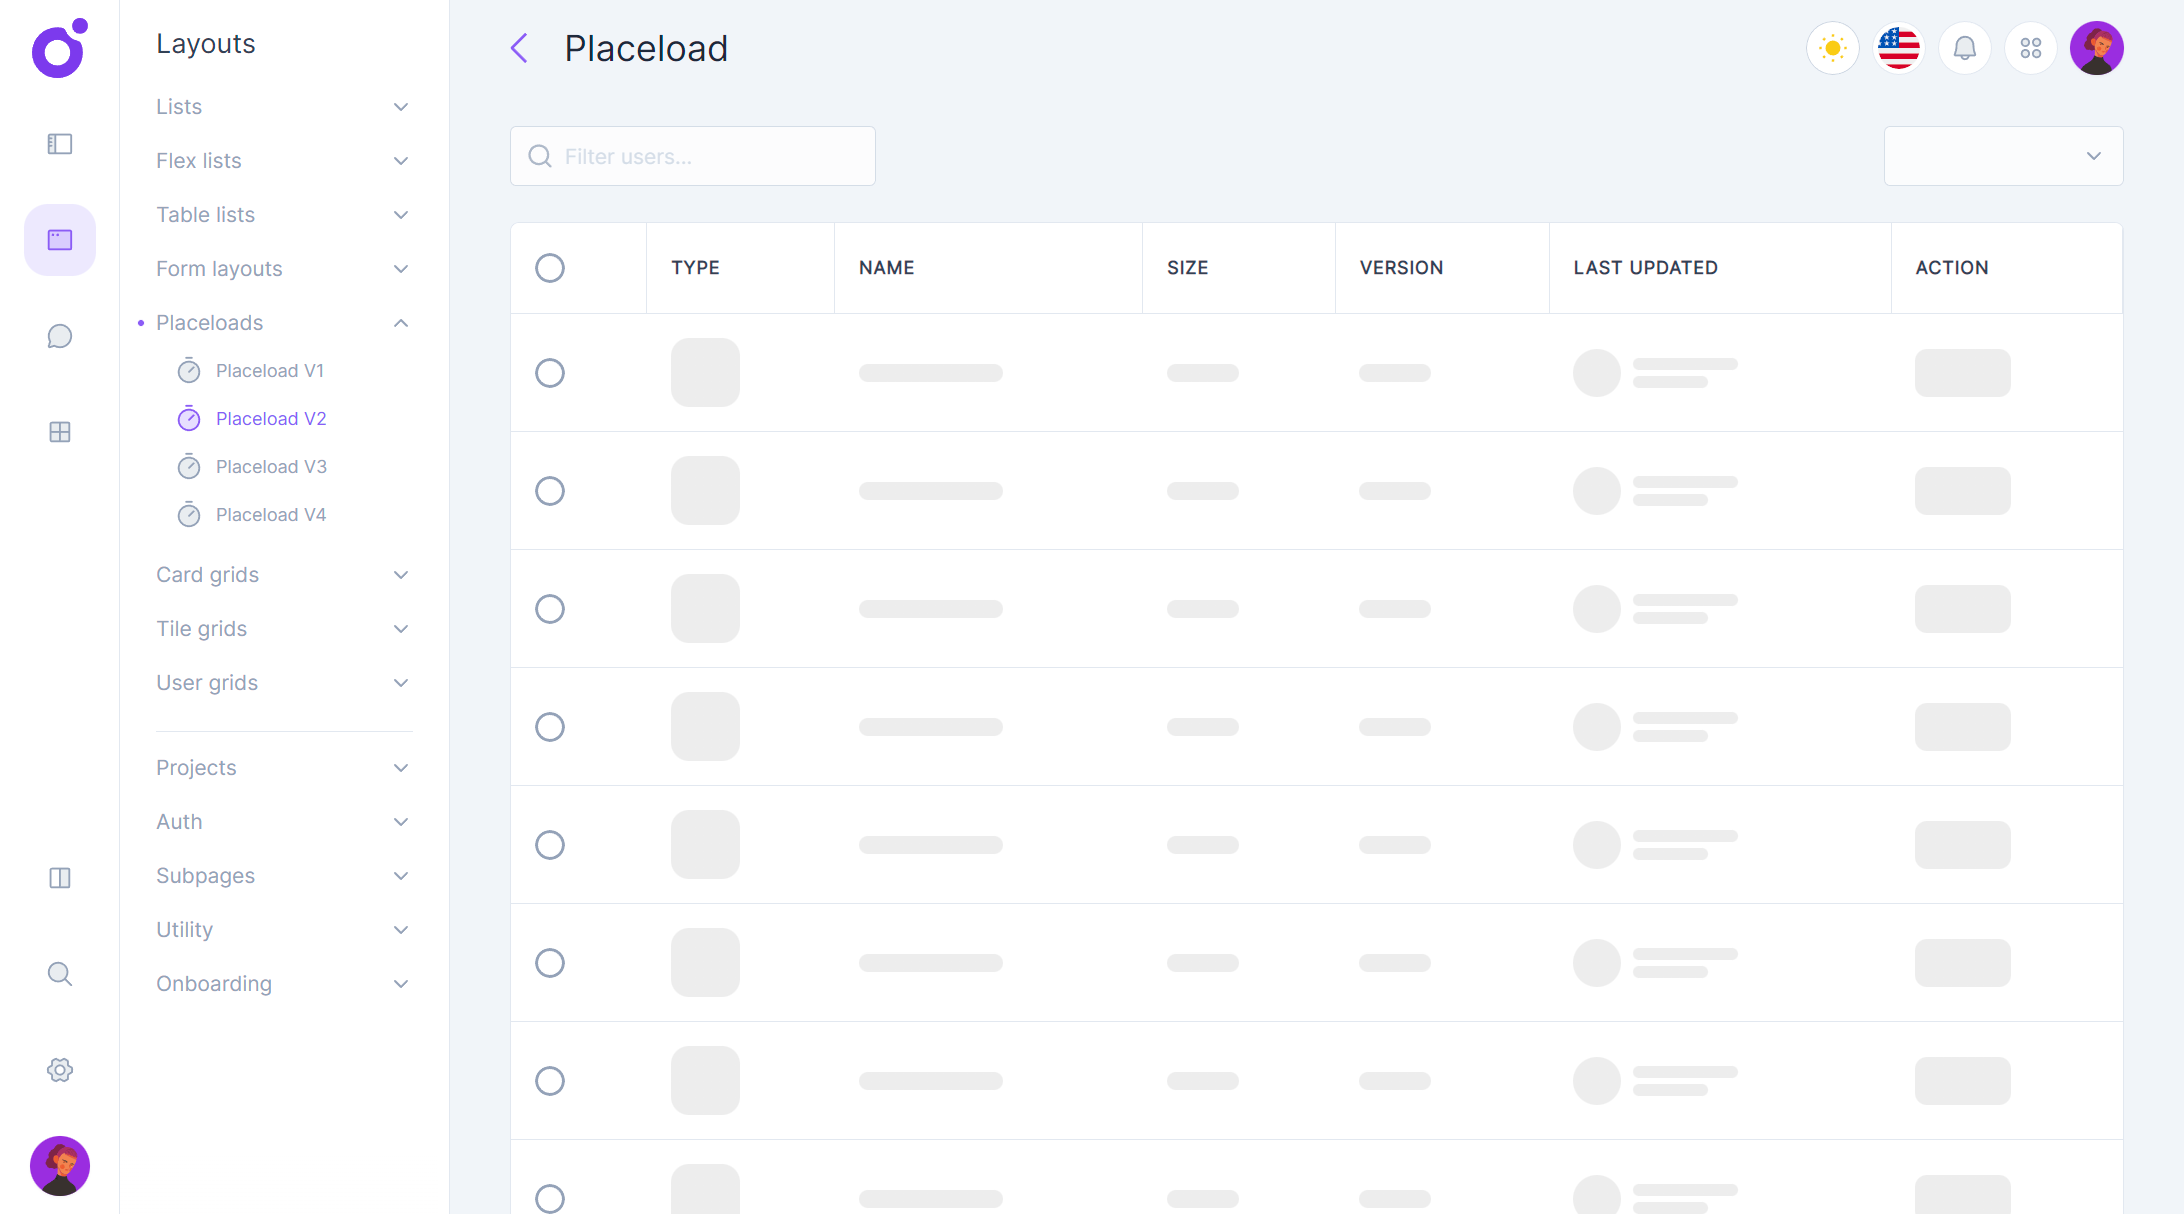 Layouts
Lists
Flex lists
Table lists
Form layouts
Placeloads
Placeload V1
Placeload V2
Placeload V3
Placeload V4
Card grids
Tile grids
User grids
Projects
Auth
Subpages
Utility
Onboarding
Placeload
Filter users...
TYPE NAME SIZE VERSION LAST UPDATED ACTION